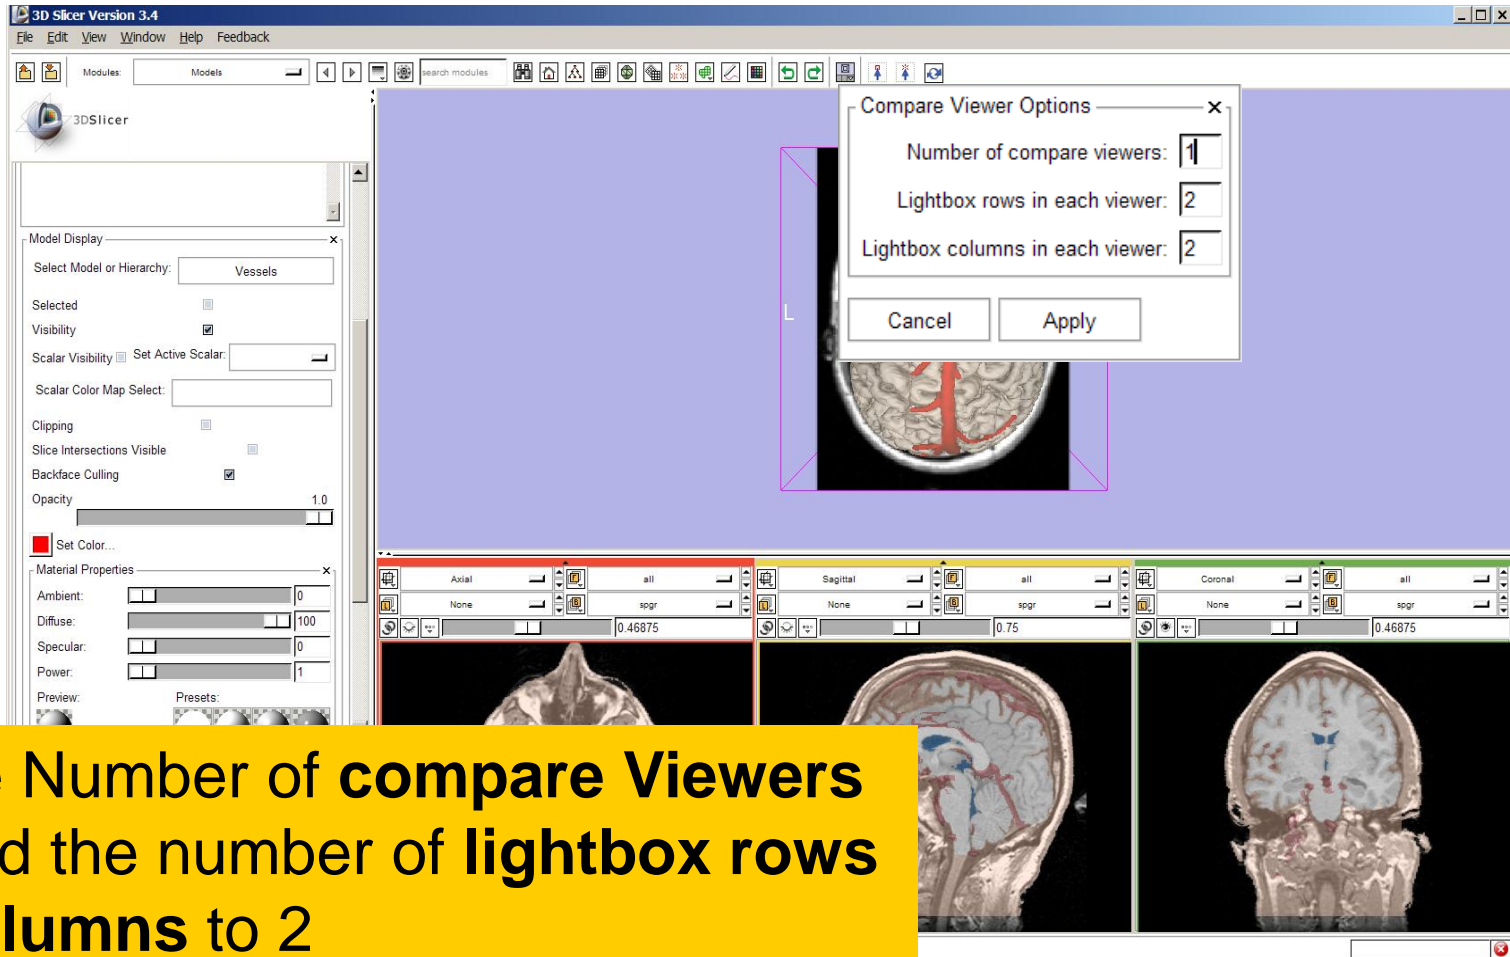 3D Slicer Version 3.4
File Edit View Window Help Feedback
Modules: Models search modules
3DSlicer
Compare Viewer Options
Number of compare viewers: 1
Lightbox rows in each viewer: 2
Lightbox columns in each viewer: 2
Cancel Apply
L
Model Display
Select Model or Hierarchy: Vessels
Selected
Visibility
Scalar Visibility Set Active Scalar:
Scalar Color Map Select:
Clipping
Slice Intersections Visible
Backface Culling
Opacity 1.0
Set Color...
Material Properties
Ambient: 0
Diffuse: 100
Specular: 0
Power: 1
Preview: Presets:
Axial all Sagittal all Coronal all
None spgr None spgr None spgr
0.46875 0.75 0.46875
Number of compare Viewers
the number of lightbox rows
to 2